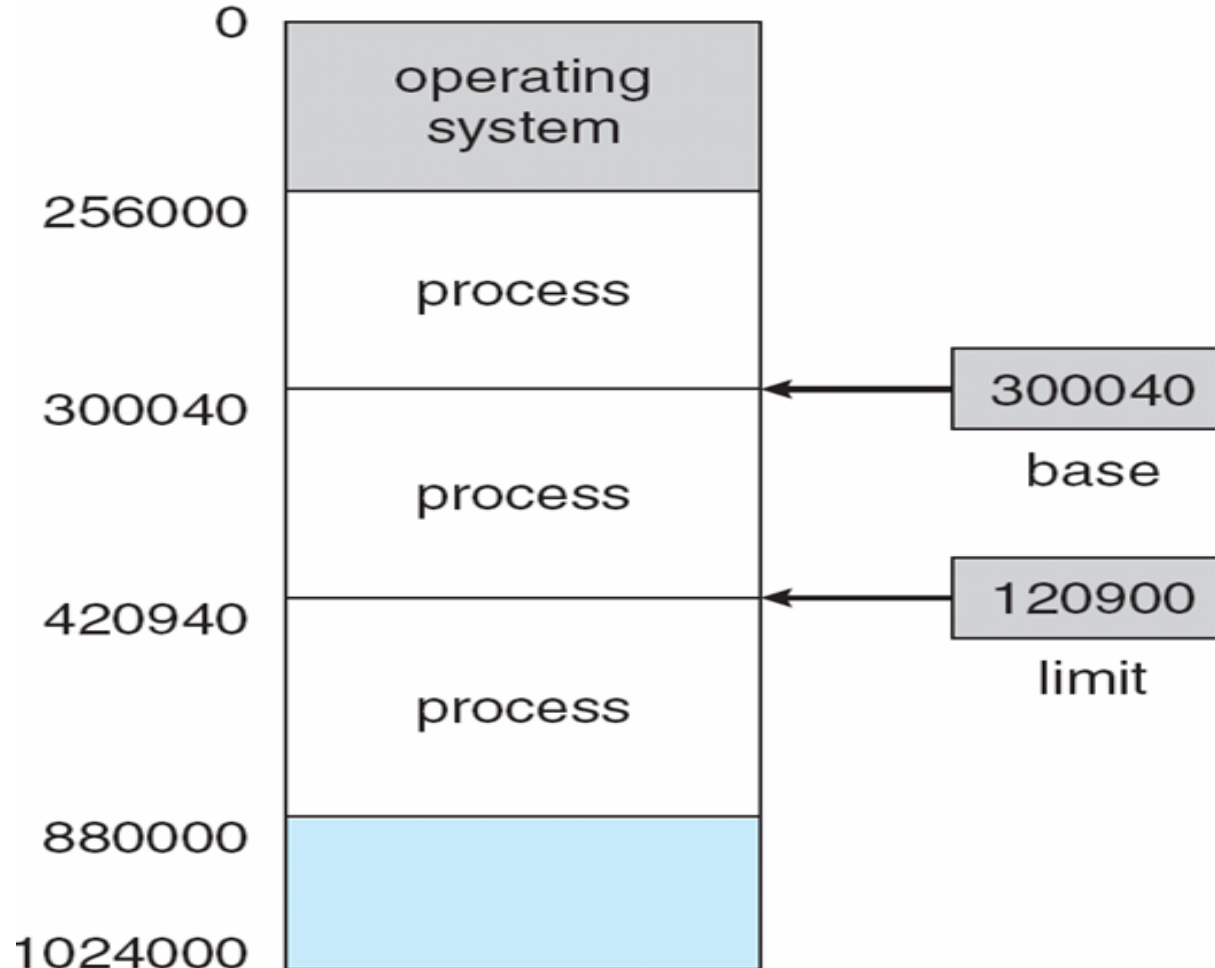 0
operating
system
256000
process
300040
300040
base
process
420940
120900
limit
process
880000
1024000